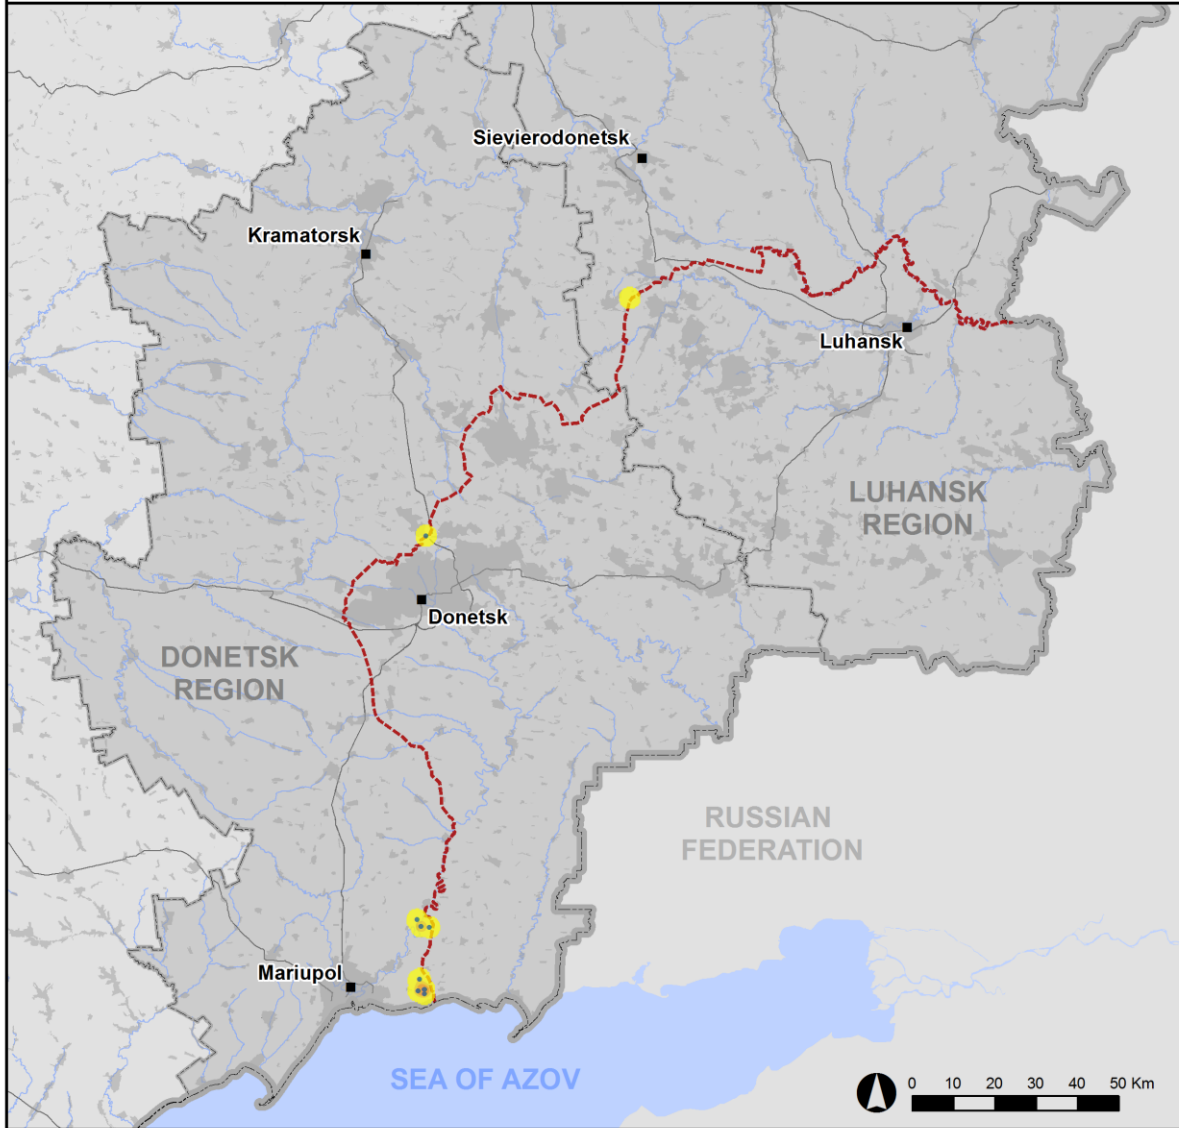 Sievierodonetsk
Kramatorsk
Luhansk
LUHANSK
REGION
Donetsk
DONETSK
REGION
RUSSIAN
FEDERATION
Mariupol
SEA OF AZOV
0 10 20 30 40 50 Km